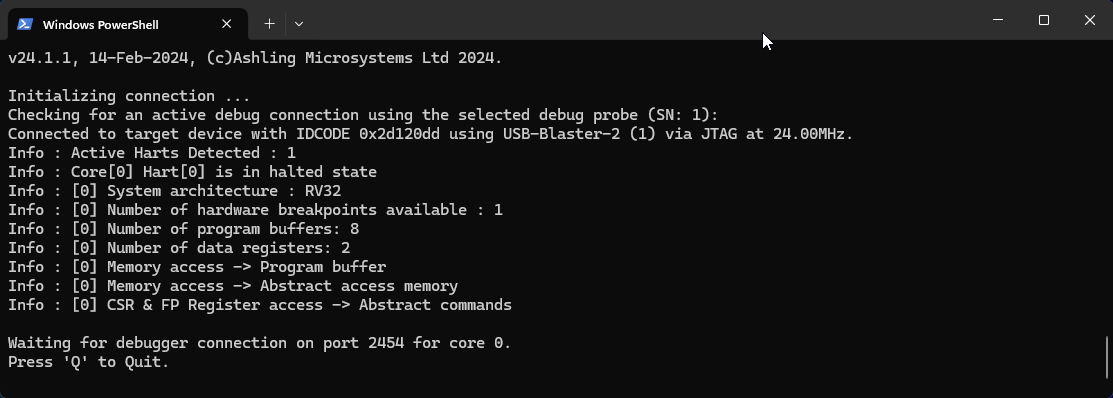 Windows PowerShell
v24.1.1, 14-Feb-2024, (c)Ashling Microsystems Ltd 2024.
Initializing connection ...
Checking for an active debug connection using the selected debug probe (SN: 1):
Connected to target device with IDCODE 0x2d120dd using USB-Blaster-2 (1) via JTAG at 24.00MHz.
Info : Active Harts Detected : 1
Info : Core[0] Hart[0] is in halted state
Info : [0] System architecture : RV32
Info : [0] Number of hardware breakpoints available : 1
Info : [0] Number of program buffers: 8
Info : [0] Number of data registers: 2
Info : [0] Memory access -> Program buffer
Info : [0] Memory access -> Abstract access memory
Info : [0] CSR & FP Register access -> Abstract commands
Waiting for debugger connection on port 2454 for core 0.
Press 'Q' to Quit.